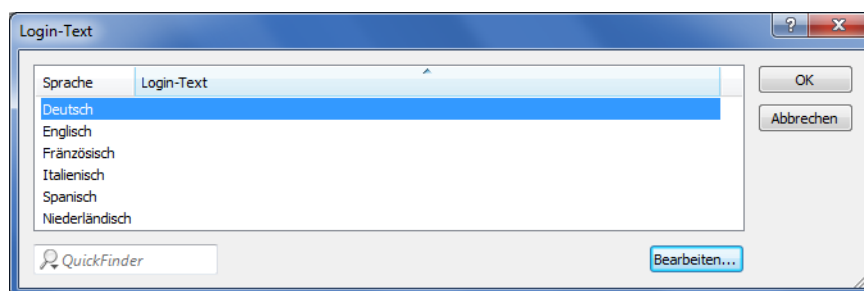 Login-Text
Sprache Login-Text
Deutsch
Englisch
Fränzösisch
Italienisch
Spanisch
Niederländisch
OK
Abbrechen
QuickFinder
Bearbeiten...